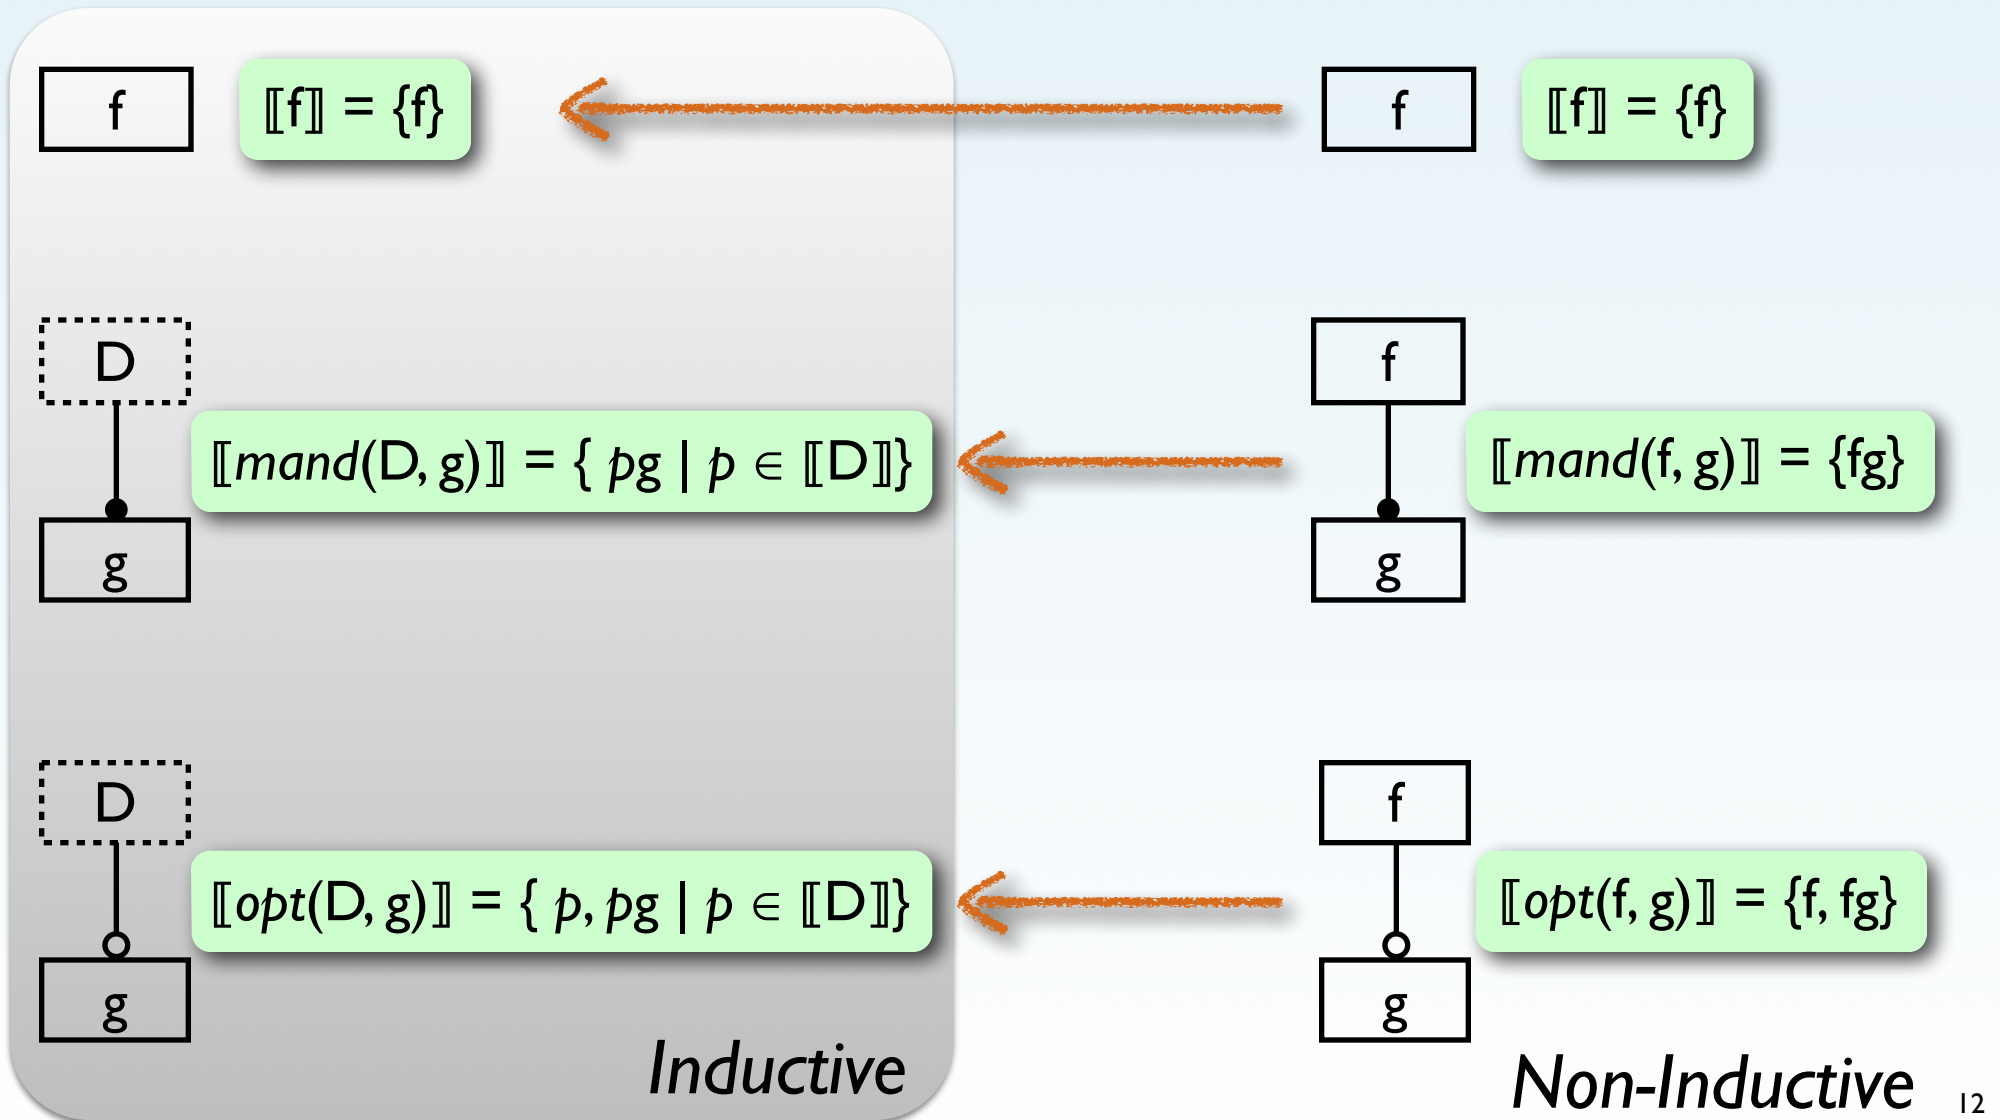 f ⟦f⟧ = {f} f ⟦f⟧ = {f}
D f
⟦mand(D, g)⟧ = { pg | p ∈ ⟦D⟧} ⟦mand(f, g)⟧ = {fg}
g g
D f
⟦opt(D, g)⟧ = { p, pg | p ∈ ⟦D⟧} ⟦opt(f, g)⟧ = {f, fg}
g g
Inductive Non-Inductive 12